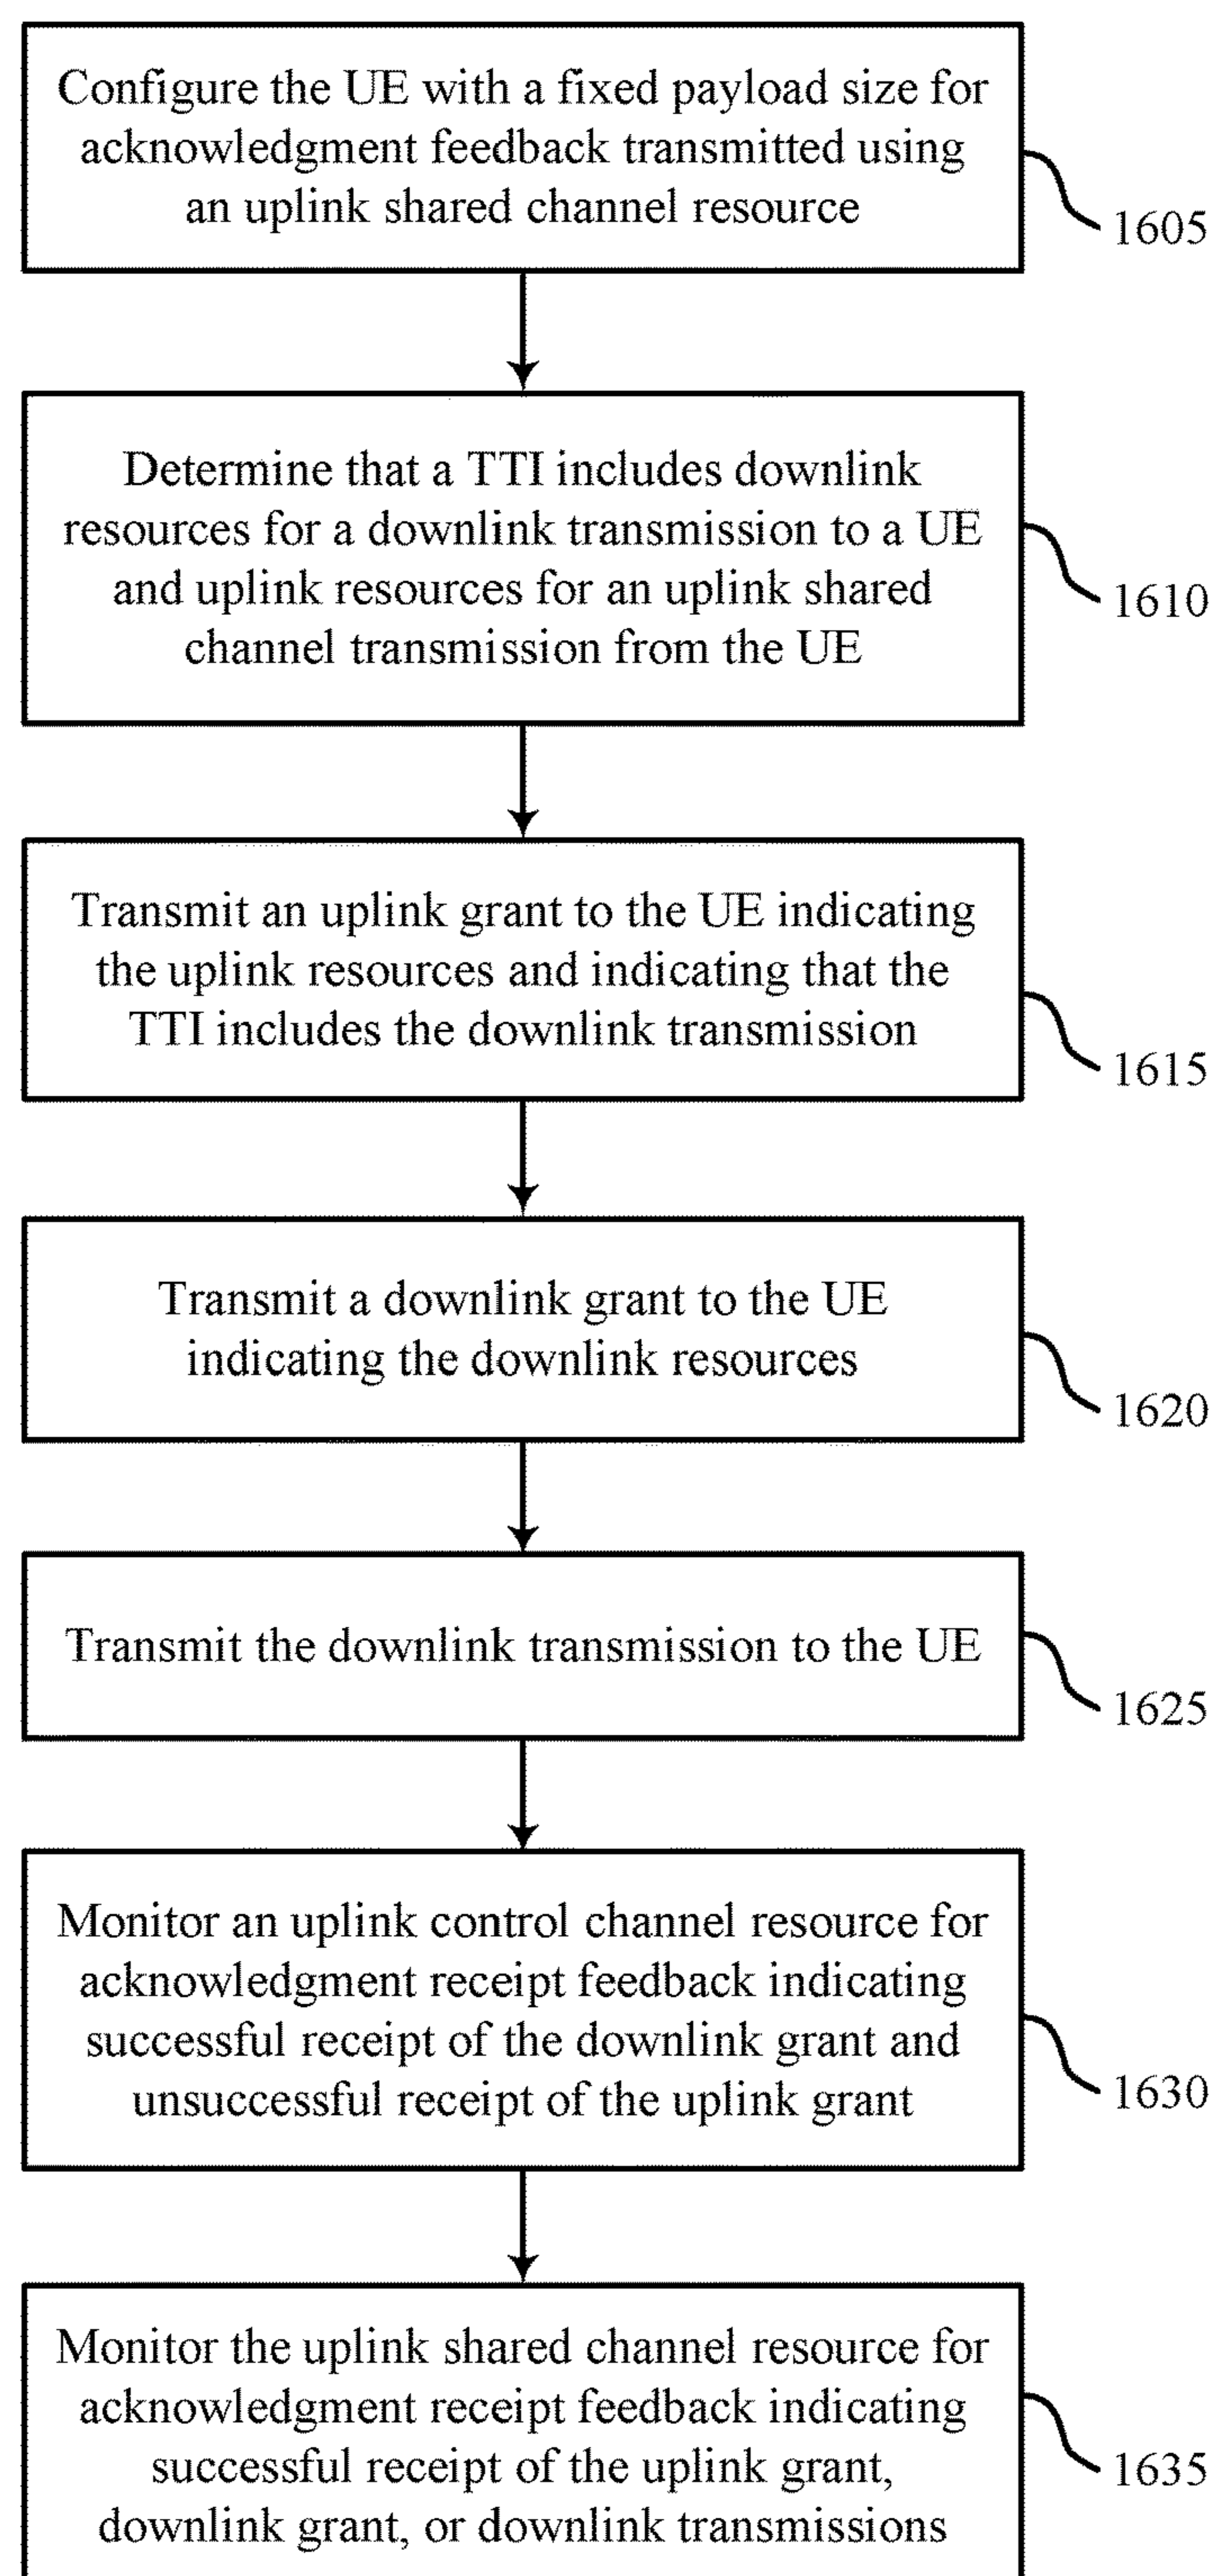 Configure the UE with a fixed payload size for
acknowledgment feedback transmitted using
an uplink shared channel resource
1605
Determine that a TTI includes downlink
resources for a downlink transmission to a UE
and uplink resources for an uplink shared
channel transmission from the UE
1610
Transmit an uplink grant to the UE indicating
the uplink resources and indicating that the
TTI includes the downlink transmission
1615
Transmit a downlink grant to the UE
indicating the downlink resources
1620
Transmit the downlink transmission to the UE
1625
Monitor an uplink control channel resource for
acknowledgment receipt feedback indicating
successful receipt of the downlink grant and
unsuccessful receipt of the uplink grant
1630
Monitor the uplink shared channel resource for
acknowledgment receipt feedback indicating
successful receipt of the uplink grant,
downlink grant, or downlink transmissions
1635